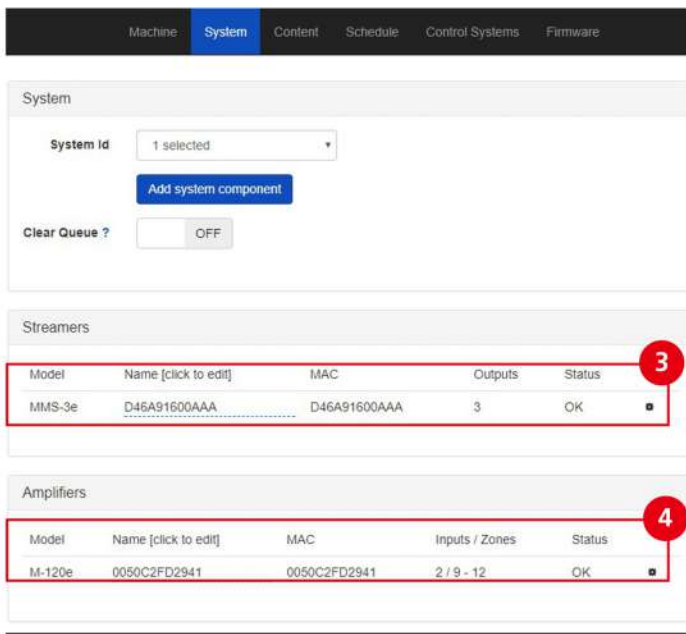 Machine System Content Schedule Control Systems Firmware
System
System Id 1 selected
Add system component
Clear Queue ? OFF
Streamers
3
Model Name [click to edit] MAC Outputs Status
MMS-3e D46A91600AAA D46A91600AAA 3 OK
Amplifiers
4
Model Name [click to edit] MAC Inputs / Zones Status
M-120e 0050C2FD2941 0050C2FD2941 2 / 9 - 12 OK